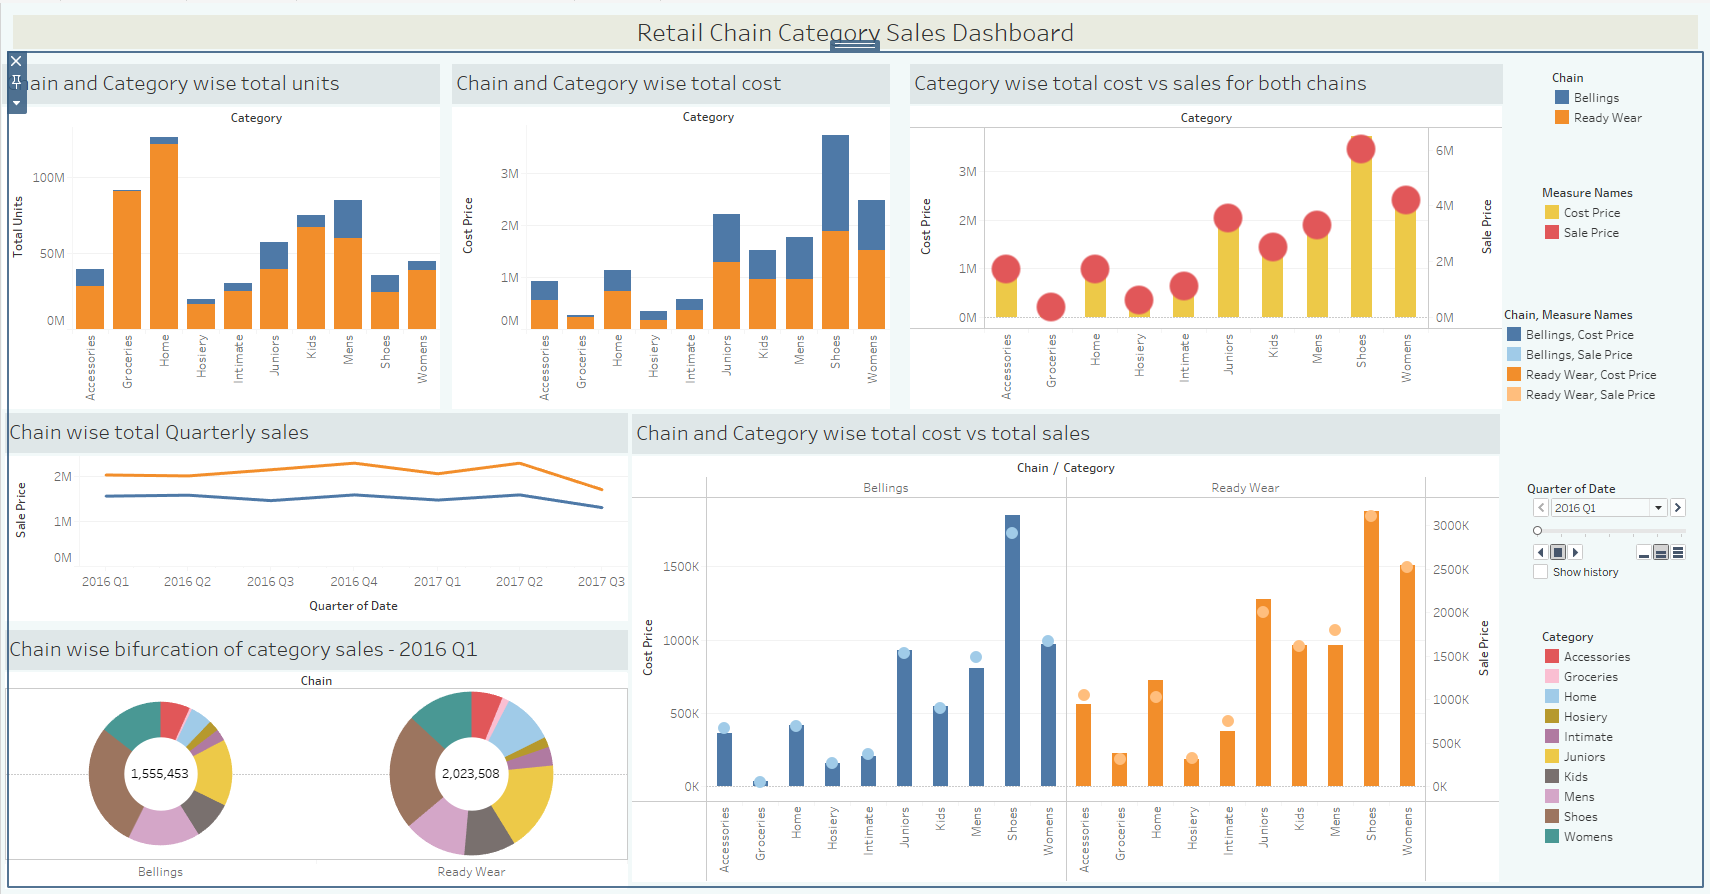 Retail Chain Category Sales Dashboard
Chain and Category wise total units
Category
Total Units
100M
50M
0M
Accessories
Groceries
Home
Hosiery
Intimate
Juniors
Kids
Mens
Shoes
Womens
Chain and Category wise total cost
Category
Cost Price
3M
2M
1M
0M
Accessories
Groceries
Home
Hosiery
Intimate
Juniors
Kids
Mens
Shoes
Womens
Category wise total cost vs sales for both chains
Category
Cost Price
3M
2M
1M
0M
Sale Price
6M
4M
2M
0M
Accessories
Groceries
Home
Hosiery
Intimate
Juniors
Kids
Mens
Shoes
Womens
Chain
Bellings
Ready Wear
Measure Names
Cost Price
Sale Price
Chain, Measure Names
Bellings, Cost Price
Bellings, Sale Price
Ready Wear, Cost Price
Ready Wear, Sale Price
Chain wise total Quarterly sales
Sale Price
2M
1M
0M
2016 Q1
2016 Q2
2016 Q3
2016 Q4
2017 Q1
2017 Q2
2017 Q3
Quarter of Date
Chain wise bifurcation of category sales - 2016 Q1
Chain
1,555,453
2,023,508
Bellings
Ready Wear
Chain and Category wise total cost vs total sales
Chain / Category
Bellings
Ready Wear
Cost Price
1500K
1000K
500K
0K
Sale Price
3000K
2500K
2000K
1500K
1000K
500K
0K
Accessories
Groceries
Home
Hosiery
Intimate
Juniors
Kids
Mens
Shoes
Womens
Accessories
Groceries
Home
Hosiery
Intimate
Juniors
Kids
Mens
Shoes
Womens
Quarter of Date
2016 Q1
Show history
Category
Accessories
Groceries
Home
Hosiery
Intimate
Juniors
Kids
Mens
Shoes
Womens